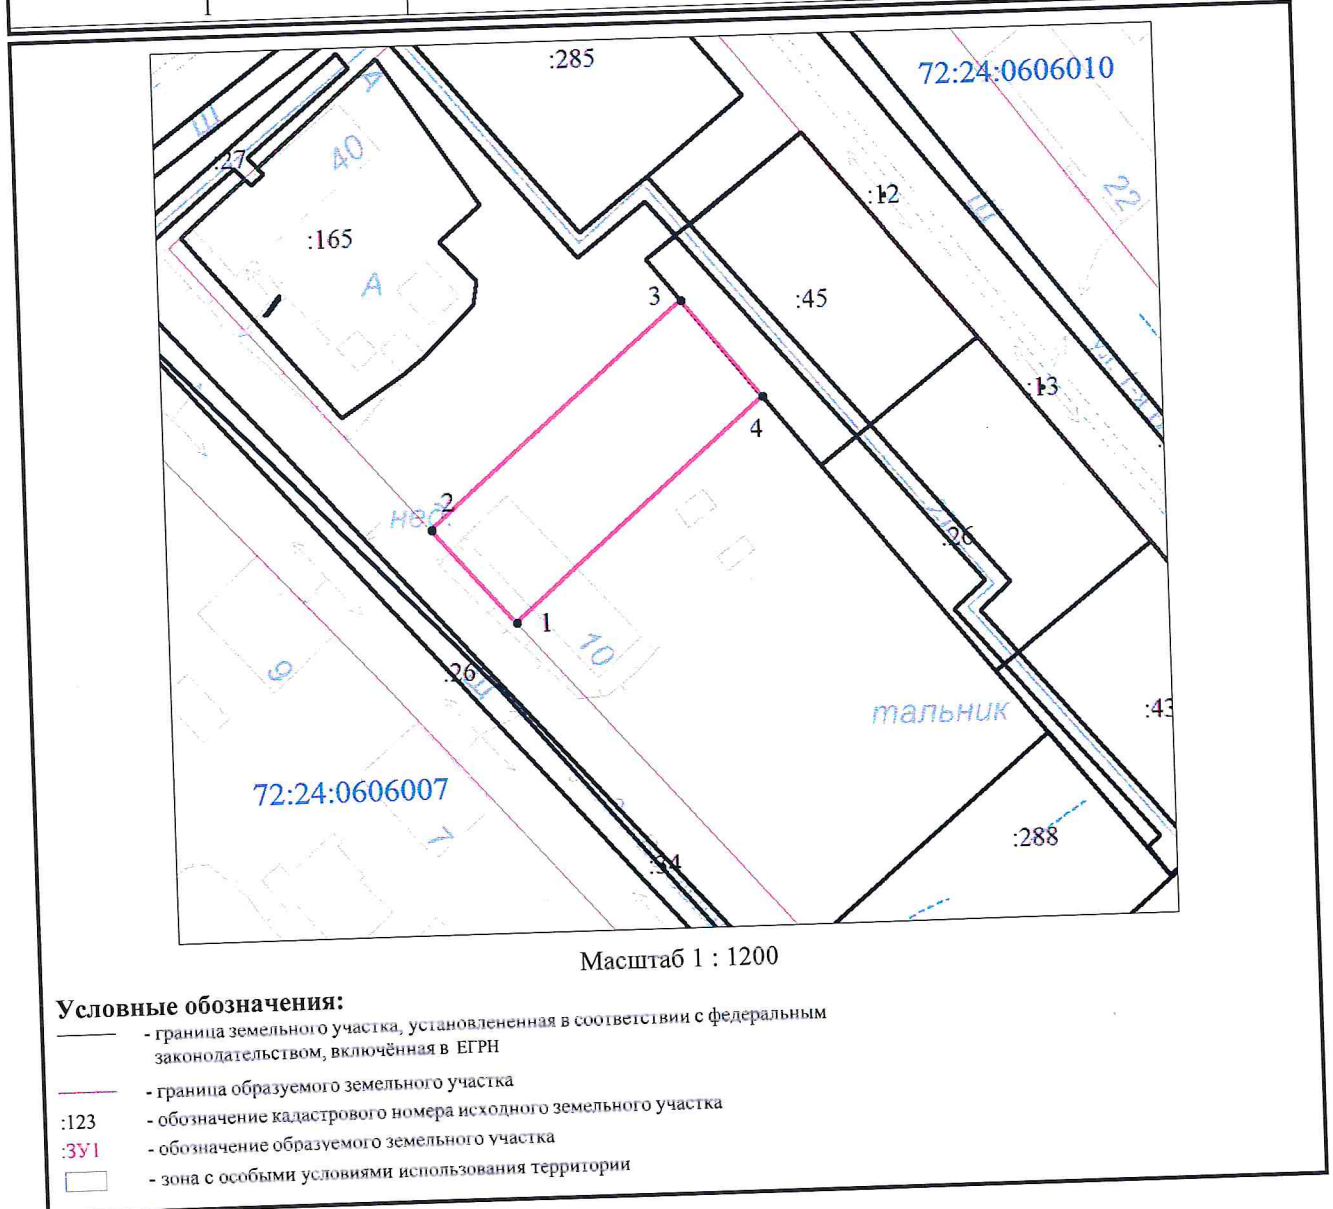 :285
72:24:0606010
Ш
А
40
:27
:12
22
Ш
:165
А
3
:45
:13
4
2
нед.
1
10
:26
9
:26
Ш
тальник
:43
72:24:0606007
7
:288
:34
Масштаб 1 : 1200
Условные обозначения:
- граница земельного участка, установлененная в соответствии с федеральным
законодательством, включённая в ЕГРН
- граница образуемого земельного участка
:123 - обозначение кадастрового номера исходного земельного участка
:ЗУ1 - обозначение образуемого земельного участка
- зона с особыми условиями использования территории